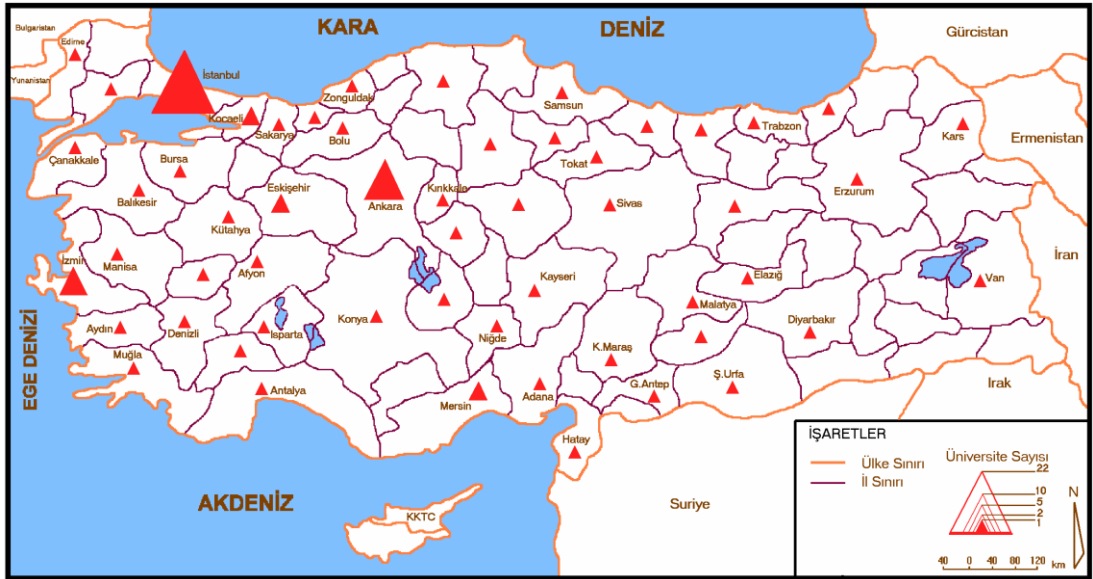 KARA DENİZ
Gürcistan
Bulgaristan
Edirne
Yunanistan
İstanbul
Zonguldak
Samsun
Kocaeli
Sakarya
Bolu
Trabzon
Kars
Ermenistan
Çanakkale
Bursa
Tokat
Balıkesir
Eskişehir
Ankara
Kırıkkale
Sivas
Erzurum
Kütahya
İzmir
Manisa
Afyon
Kayseri
Elazığ
Van
İran
Malatya
Aydın
Denizli
Isparta
Konya
Niğde
Diyarbakır
Muğla
K.Maraş
EGE DENİZİ
Antalya
Mersin
Adana
G.Antep
Ş.Urfa
Irak
Hatay
AKDENİZ
KKTC
Suriye
İŞARETLER
Ülke Sınırı
İl Sınırı
Üniversite Sayısı
22
10
5
2
1
N
40 0 40 80 120
km